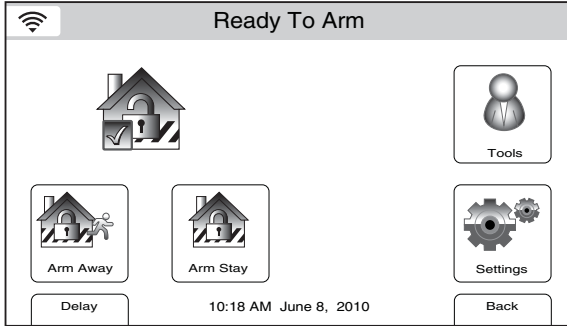 Ready To Arm
Tools
Arm Away
Arm Stay
Settings
Delay
10:18 AM June 8, 2010
Back